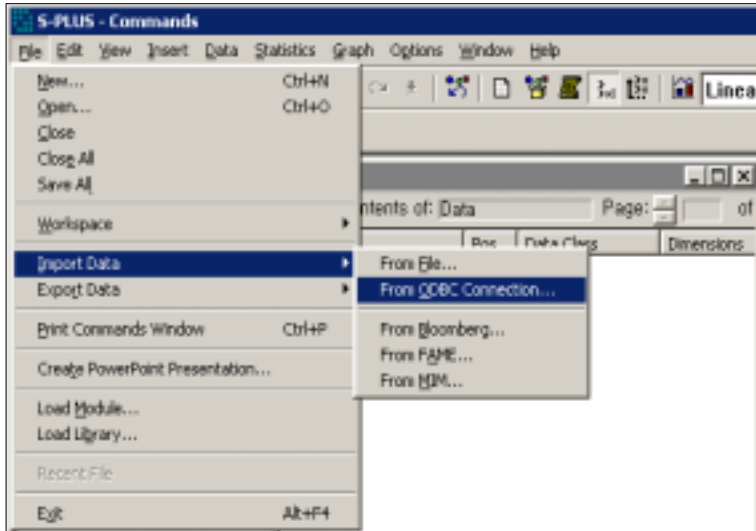 S-PLUS - Commands
File Edit View Insert Data Statistics Graph Options Window Help
New... Ctrl+N
Open... Ctrl+O
Close
Close All
Save All
Workspace
Import Data
Export Data
Print Commands Window Ctrl+P
Create PowerPoint Presentation...
Load Module...
Load Library...
Recent File
Exit Alt+F4
Linea
ntents of: Data Page: of
Pos Data Class Dimensions
From File...
From ODBC Connection...
From Bloomberg...
From FAME...
From MIM...